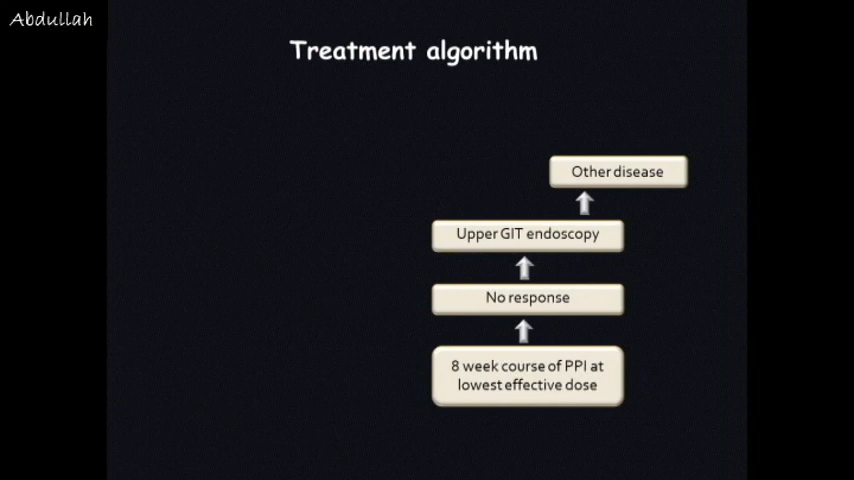 Abdullah
Treatment algorithm
Other disease
Upper GIT endoscopy
No response
8 week course of PPI at
lowest effective dose